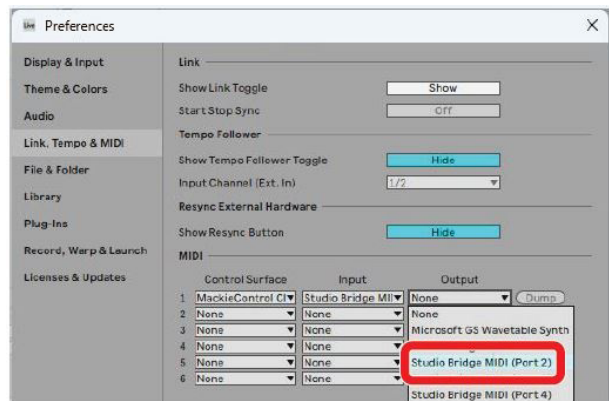 Live Preferences
Display & Input
Theme & Colors
Audio
Link, Tempo & MIDI
File & Folder
Library
Plug-Ins
Record, Warp & Launch
Licenses & Updates
Link
Show Link Toggle Show
Start Stop Sync Off
Tempo Follower
Show Tempo Follower Toggle Hide
Input Channel (Ext. In) 1/2
Resync External Hardware
Show Resync Button Hide
MIDI
Control Surface Input Output
1 MackieControl Studio Bridge None Dump
2 None None
3 None None
4 None None
5 None None
6 None None
None
Microsoft GS Wavetable Synth
Studio Bridge MIDI (Port 2)
Studio Bridge MIDI (Port 4)